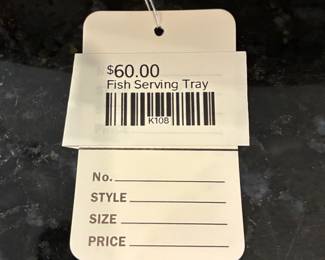 $60.00
Fish Serving Tray
K108
No.
STYLE
SIZE
PRICE